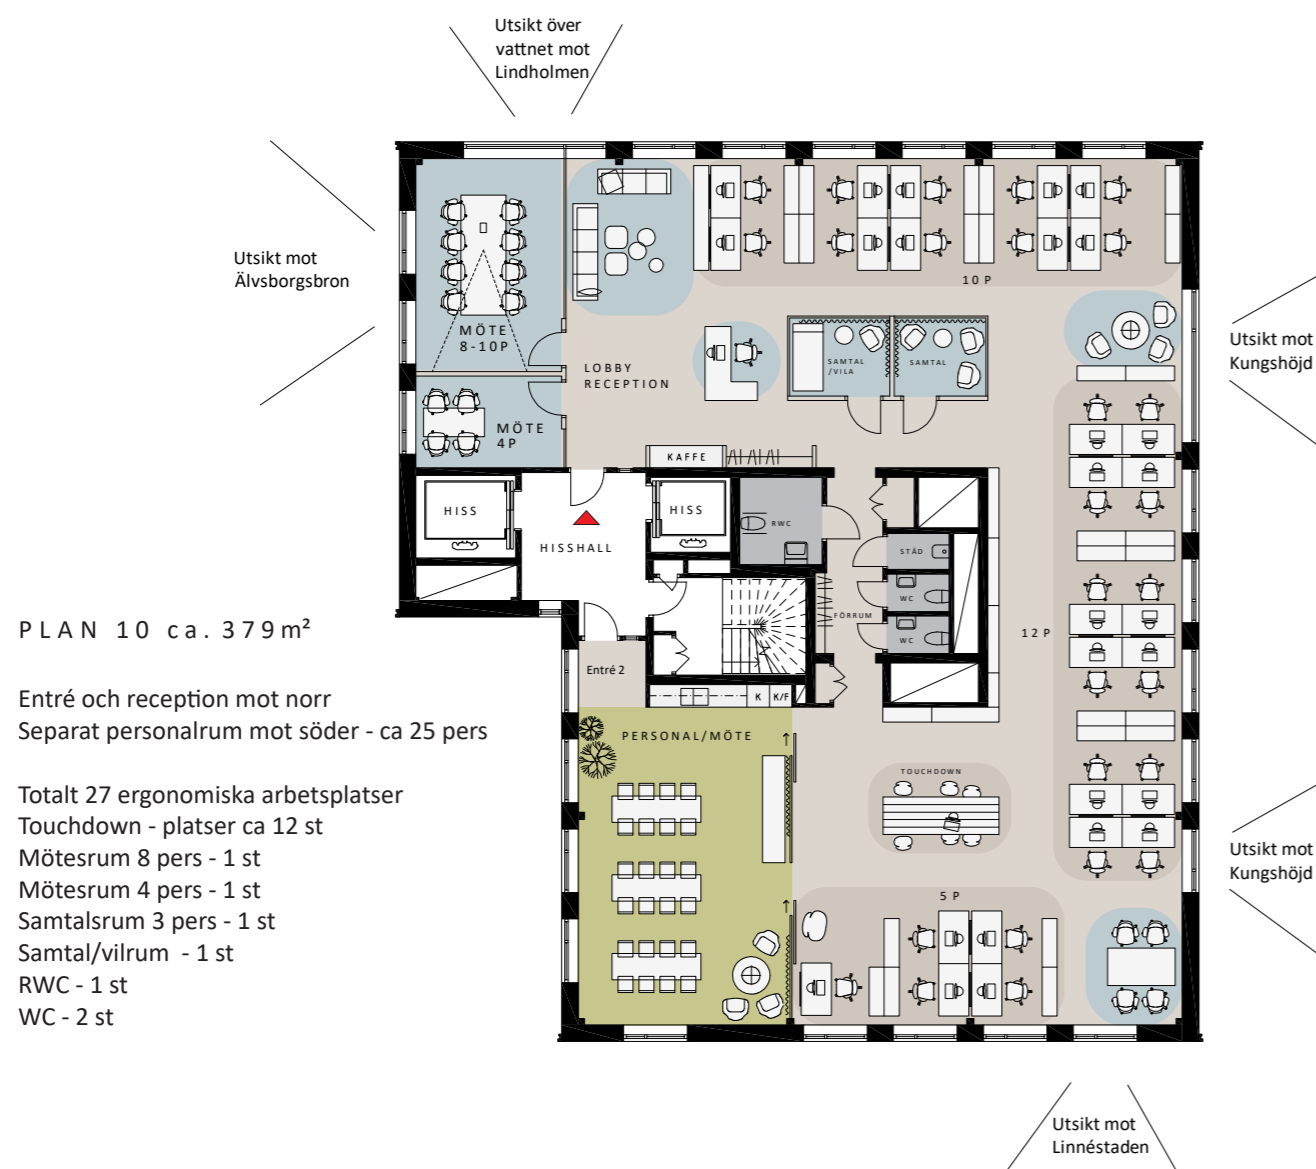 Utsikt över
vattnet mot
Lindholmen
Utsikt mot
Älvsborgsbron
MÖTE
8-10P
MÖTE
4P
LOBBY
RECEPTION
10 P
SAMTAL
/VILA
SAMTAL
Utsikt mot
Kungshöjd
KAFFE
HISS
HISSHALL
HISS
RWC
STÄD
WC
WC
FÖRRUM
12 P
Entré 2
K
K/F
PERSONAL/MÖTE
TOUCHDOWN
5 P
Utsikt mot
Kungshöjd
Utsikt mot
Linnéstaden
PLAN 10 ca. 379 m²
Entré och reception mot norr
Separat personalrum mot söder - ca 25 pers
Totalt 27 ergonomiska arbetsplatser
Touchdown - platser ca 12 st
Mötesrum 8 pers - 1 st
Mötesrum 4 pers - 1 st
Samtalsrum 3 pers - 1 st
Samtal/vilrum  - 1 st
RWC - 1 st
WC - 2 st